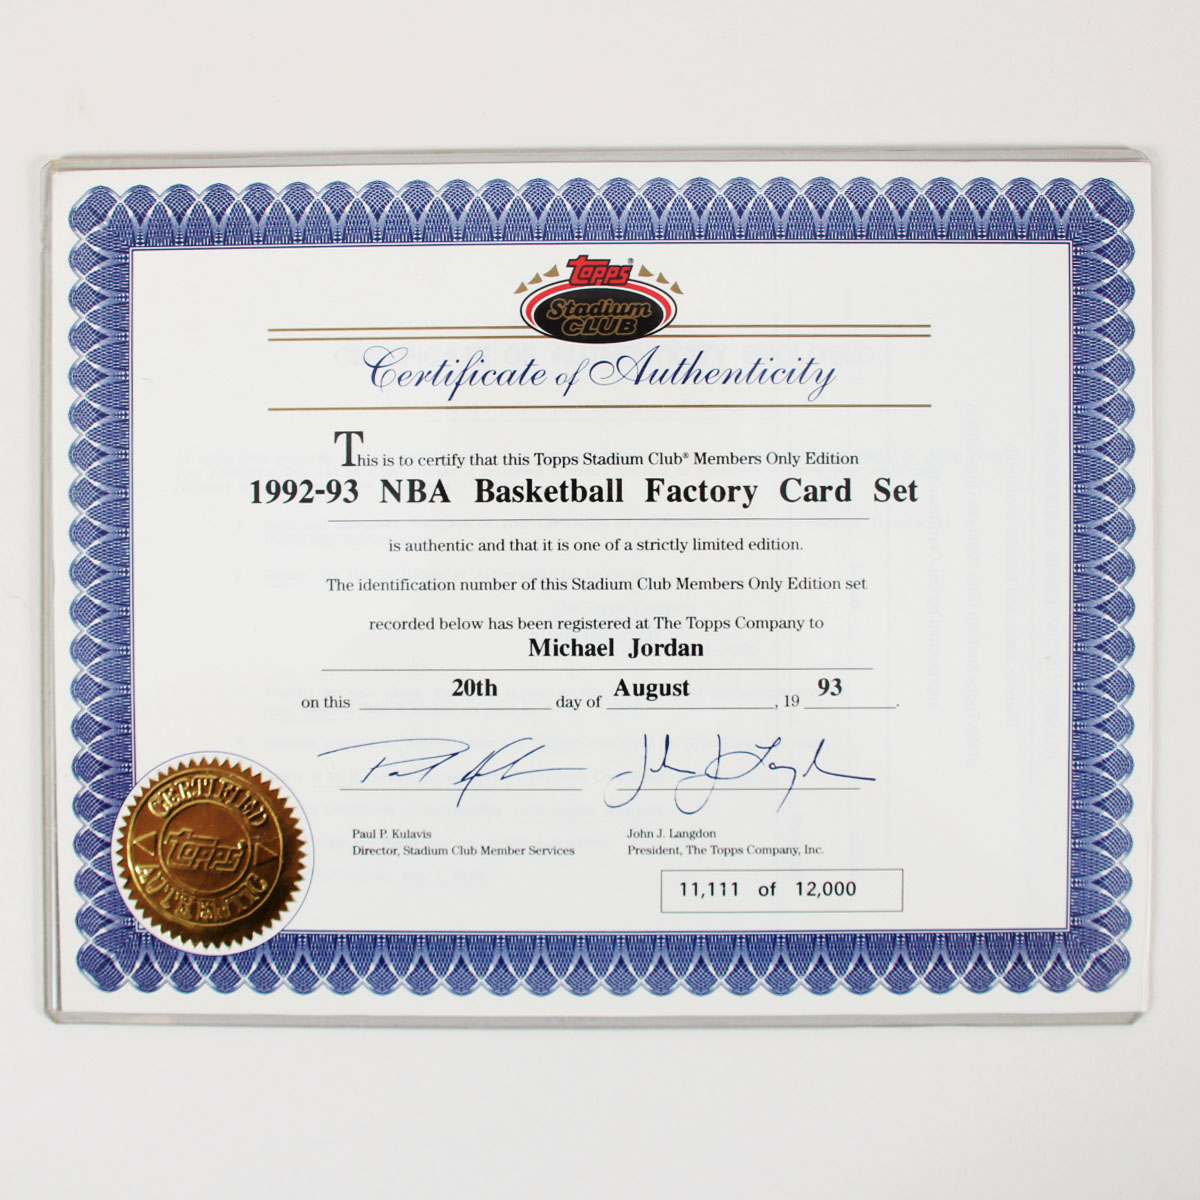 Topps®
Stadium
CLUB
Certificate of Authenticity
This is to certify that this Topps Stadium Club® Members Only Edition
1992-93 NBA Basketball Factory Card Set
is authentic and that it is one of a strictly limited edition.
The identification number of this Stadium Club Members Only Edition set
recorded below has been registered at The Topps Company to
Michael Jordan
on this 20th day of August, 19 93.
Paul P. Kulavis
Director, Stadium Club Member Services
John J. Langdon
President, The Topps Company, Inc.
11,111 of 12,000
CERTIFIED
Topps
AUTHENTIC